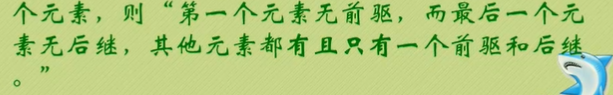 个元素，则“第一个元素无前驱，而最后一个元
素无后继，其他元素都有且只有一个前驱和后继
。”